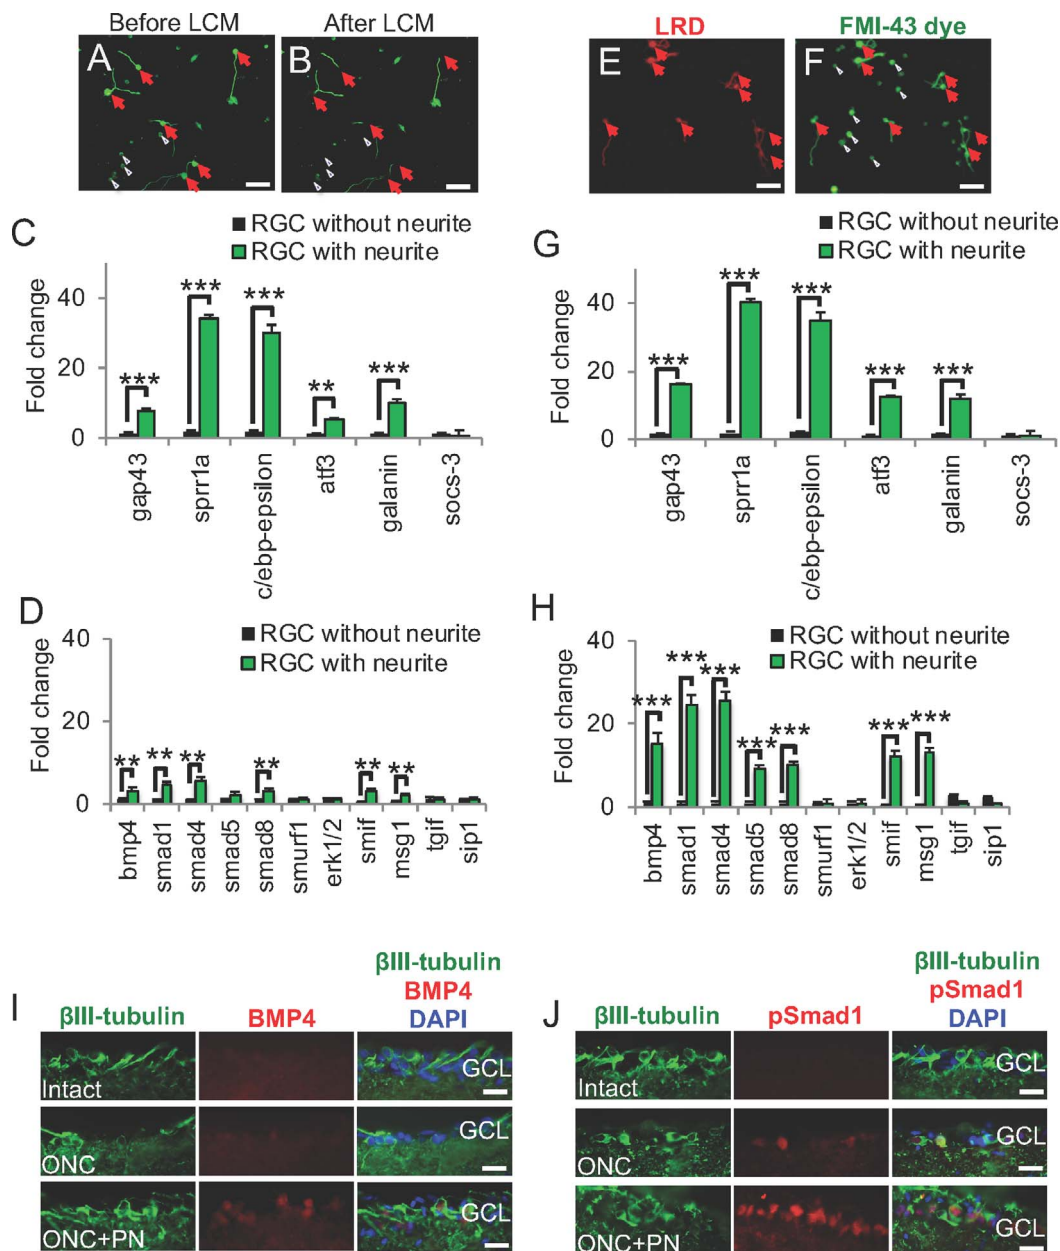 Before LCM
After LCM
LRD
FMI-43 dye
A
B
E
F
C
RGC without neurite
RGC with neurite
***
***
***
**
***
40
20
0
Fold change
gap43
sprr1a
c/ebp-epsilon
atf3
galanin
socs-3
G
RGC without neurite
RGC with neurite
***
***
***
***
***
40
20
0
Fold change
gap43
sprr1a
c/ebp-epsilon
atf3
galanin
socs-3
D
RGC without neurite
RGC with neurite
**
**
**
**
**
**
40
20
0
Fold change
bmp4
smad1
smad4
smad5
smad8
smurf1
erk1/2
smif
msg1
tgif
sip1
H
RGC without neurite
RGC with neurite
***
***
***
***
***
***
***
40
20
0
Fold change
bmp4
smad1
smad4
smad5
smad8
smurf1
erk1/2
smif
msg1
tgif
sip1
I
βIII-tubulin
BMP4
βIII-tubulin
BMP4
DAPI
Intact
GCL
ONC
GCL
ONC+PN
GCL
J
βIII-tubulin
pSmad1
βIII-tubulin
pSmad1
DAPI
Intact
GCL
ONC
GCL
ONC+PN
GCL